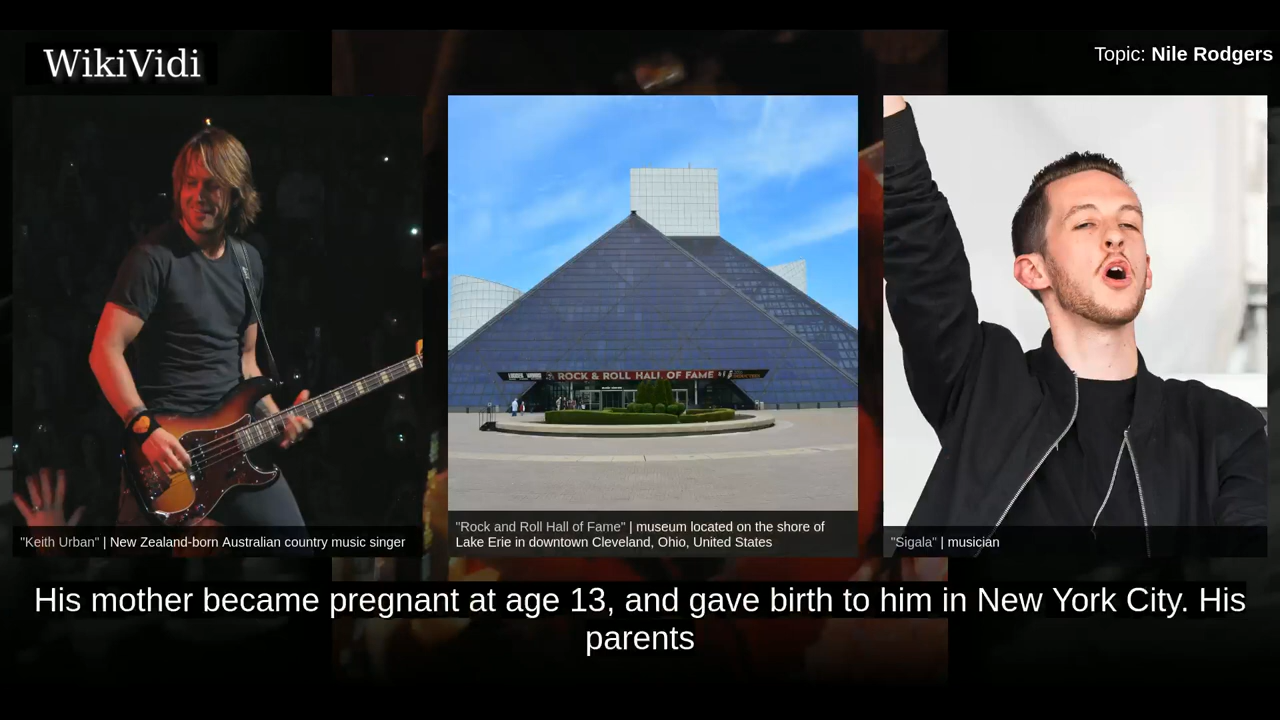 WikiVidi
Topic: Nile Rodgers
ROCK & ROLL HALL OF FAME
"Keith Urban" | New Zealand-born Australian country music singer
"Rock and Roll Hall of Fame" | museum located on the shore of
Lake Erie in downtown Cleveland, Ohio, United States
"Sigala" | musician
His mother became pregnant at age 13, and gave birth to him in New York City. His
parents